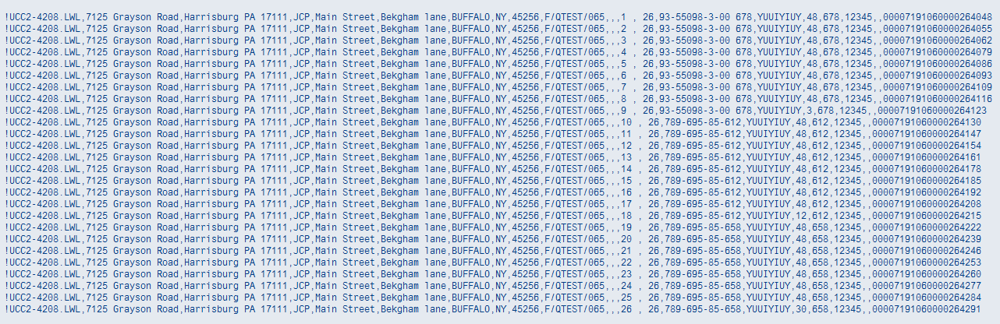 !UCC2-4208.LWL,7125 Grayson Road,Harrisburg PA 17111,JCP,Main Street,Bekgham lane,BUFFALO,NY,45256,F/QTEST/065,,,1 , 26,93-55098-3-00 678,YUUIYIUY,48,678,12345,,00007191060000264048
!UCC2-4208.LWL,7125 Grayson Road,Harrisburg PA 17111,JCP,Main Street,Bekgham lane,BUFFALO,NY,45256,F/QTEST/065,,,2 , 26,93-55098-3-00 678,YUUIYIUY,48,678,12345,,00007191060000264055
!UCC2-4208.LWL,7125 Grayson Road,Harrisburg PA 17111,JCP,Main Street,Bekgham lane,BUFFALO,NY,45256,F/QTEST/065,,,3 , 26,93-55098-3-00 678,YUUIYIUY,48,678,12345,,00007191060000264062
!UCC2-4208.LWL,7125 Grayson Road,Harrisburg PA 17111,JCP,Main Street,Bekgham lane,BUFFALO,NY,45256,F/QTEST/065,,,4 , 26,93-55098-3-00 678,YUUIYIUY,48,678,12345,,00007191060000264079
!UCC2-4208.LWL,7125 Grayson Road,Harrisburg PA 17111,JCP,Main Street,Bekgham lane,BUFFALO,NY,45256,F/QTEST/065,,,5 , 26,93-55098-3-00 678,YUUIYIUY,48,678,12345,,00007191060000264086
!UCC2-4208.LWL,7125 Grayson Road,Harrisburg PA 17111,JCP,Main Street,Bekgham lane,BUFFALO,NY,45256,F/QTEST/065,,,6 , 26,93-55098-3-00 678,YUUIYIUY,48,678,12345,,00007191060000264093
!UCC2-4208.LWL,7125 Grayson Road,Harrisburg PA 17111,JCP,Main Street,Bekgham lane,BUFFALO,NY,45256,F/QTEST/065,,,7 , 26,93-55098-3-00 678,YUUIYIUY,48,678,12345,,00007191060000264109
!UCC2-4208.LWL,7125 Grayson Road,Harrisburg PA 17111,JCP,Main Street,Bekgham lane,BUFFALO,NY,45256,F/QTEST/065,,,8 , 26,93-55098-3-00 678,YUUIYIUY,48,678,12345,,00007191060000264116
!UCC2-4208.LWL,7125 Grayson Road,Harrisburg PA 17111,JCP,Main Street,Bekgham lane,BUFFALO,NY,45256,F/QTEST/065,,,9 , 26,93-55098-3-00 678,YUUIYIUY,3,678,12345,,00007191060000264123
!UCC2-4208.LWL,7125 Grayson Road,Harrisburg PA 17111,JCP,Main Street,Bekgham lane,BUFFALO,NY,45256,F/QTEST/065,,,10 , 26,789-695-85-612,YUUIYIUY,48,612,12345,,00007191060000264130
!UCC2-4208.LWL,7125 Grayson Road,Harrisburg PA 17111,JCP,Main Street,Bekgham lane,BUFFALO,NY,45256,F/QTEST/065,,,11 , 26,789-695-85-612,YUUIYIUY,48,612,12345,,00007191060000264147
!UCC2-4208.LWL,7125 Grayson Road,Harrisburg PA 17111,JCP,Main Street,Bekgham lane,BUFFALO,NY,45256,F/QTEST/065,,,12 , 26,789-695-85-612,YUUIYIUY,48,612,12345,,00007191060000264154
!UCC2-4208.LWL,7125 Grayson Road,Harrisburg PA 17111,JCP,Main Street,Bekgham lane,BUFFALO,NY,45256,F/QTEST/065,,,13 , 26,789-695-85-612,YUUIYIUY,48,612,12345,,00007191060000264161
!UCC2-4208.LWL,7125 Grayson Road,Harrisburg PA 17111,JCP,Main Street,Bekgham lane,BUFFALO,NY,45256,F/QTEST/065,,,14 , 26,789-695-85-612,YUUIYIUY,48,612,12345,,00007191060000264178
!UCC2-4208.LWL,7125 Grayson Road,Harrisburg PA 17111,JCP,Main Street,Bekgham lane,BUFFALO,NY,45256,F/QTEST/065,,,15 , 26,789-695-85-612,YUUIYIUY,48,612,12345,,00007191060000264185
!UCC2-4208.LWL,7125 Grayson Road,Harrisburg PA 17111,JCP,Main Street,Bekgham lane,BUFFALO,NY,45256,F/QTEST/065,,,16 , 26,789-695-85-612,YUUIYIUY,48,612,12345,,00007191060000264192
!UCC2-4208.LWL,7125 Grayson Road,Harrisburg PA 17111,JCP,Main Street,Bekgham lane,BUFFALO,NY,45256,F/QTEST/065,,,17 , 26,789-695-85-612,YUUIYIUY,48,612,12345,,00007191060000264208
!UCC2-4208.LWL,7125 Grayson Road,Harrisburg PA 17111,JCP,Main Street,Bekgham lane,BUFFALO,NY,45256,F/QTEST/065,,,18 , 26,789-695-85-612,YUUIYIUY,12,612,12345,,00007191060000264215
!UCC2-4208.LWL,7125 Grayson Road,Harrisburg PA 17111,JCP,Main Street,Bekgham lane,BUFFALO,NY,45256,F/QTEST/065,,,19 , 26,789-695-85-658,YUUIYIUY,48,658,12345,,00007191060000264222
!UCC2-4208.LWL,7125 Grayson Road,Harrisburg PA 17111,JCP,Main Street,Bekgham lane,BUFFALO,NY,45256,F/QTEST/065,,,20 , 26,789-695-85-658,YUUIYIUY,48,658,12345,,00007191060000264239
!UCC2-4208.LWL,7125 Grayson Road,Harrisburg PA 17111,JCP,Main Street,Bekgham lane,BUFFALO,NY,45256,F/QTEST/065,,,21 , 26,789-695-85-658,YUUIYIUY,48,658,12345,,00007191060000264246
!UCC2-4208.LWL,7125 Grayson Road,Harrisburg PA 17111,JCP,Main Street,Bekgham lane,BUFFALO,NY,45256,F/QTEST/065,,,22 , 26,789-695-85-658,YUUIYIUY,48,658,12345,,00007191060000264253
!UCC2-4208.LWL,7125 Grayson Road,Harrisburg PA 17111,JCP,Main Street,Bekgham lane,BUFFALO,NY,45256,F/QTEST/065,,,23 , 26,789-695-85-658,YUUIYIUY,48,658,12345,,00007191060000264260
!UCC2-4208.LWL,7125 Grayson Road,Harrisburg PA 17111,JCP,Main Street,Bekgham lane,BUFFALO,NY,45256,F/QTEST/065,,,24 , 26,789-695-85-658,YUUIYIUY,48,658,12345,,00007191060000264277
!UCC2-4208.LWL,7125 Grayson Road,Harrisburg PA 17111,JCP,Main Street,Bekgham lane,BUFFALO,NY,45256,F/QTEST/065,,,25 , 26,789-695-85-658,YUUIYIUY,48,658,12345,,00007191060000264284
!UCC2-4208.LWL,7125 Grayson Road,Harrisburg PA 17111,JCP,Main Street,Bekgham lane,BUFFALO,NY,45256,F/QTEST/065,,,26 , 26,789-695-85-658,YUUIYIUY,30,658,12345,,00007191060000264291